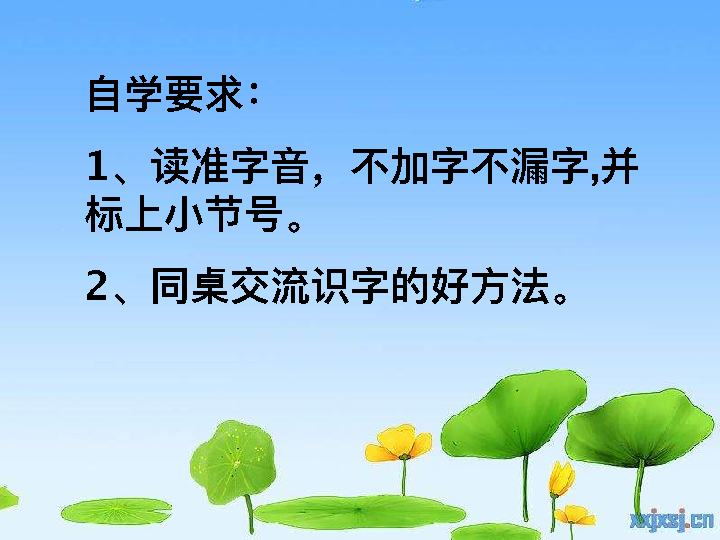 自学要求：
1、读准字音，不加字不漏字,并
标上小节号。
2、同桌交流识字的好方法。
xxjxsj.cn